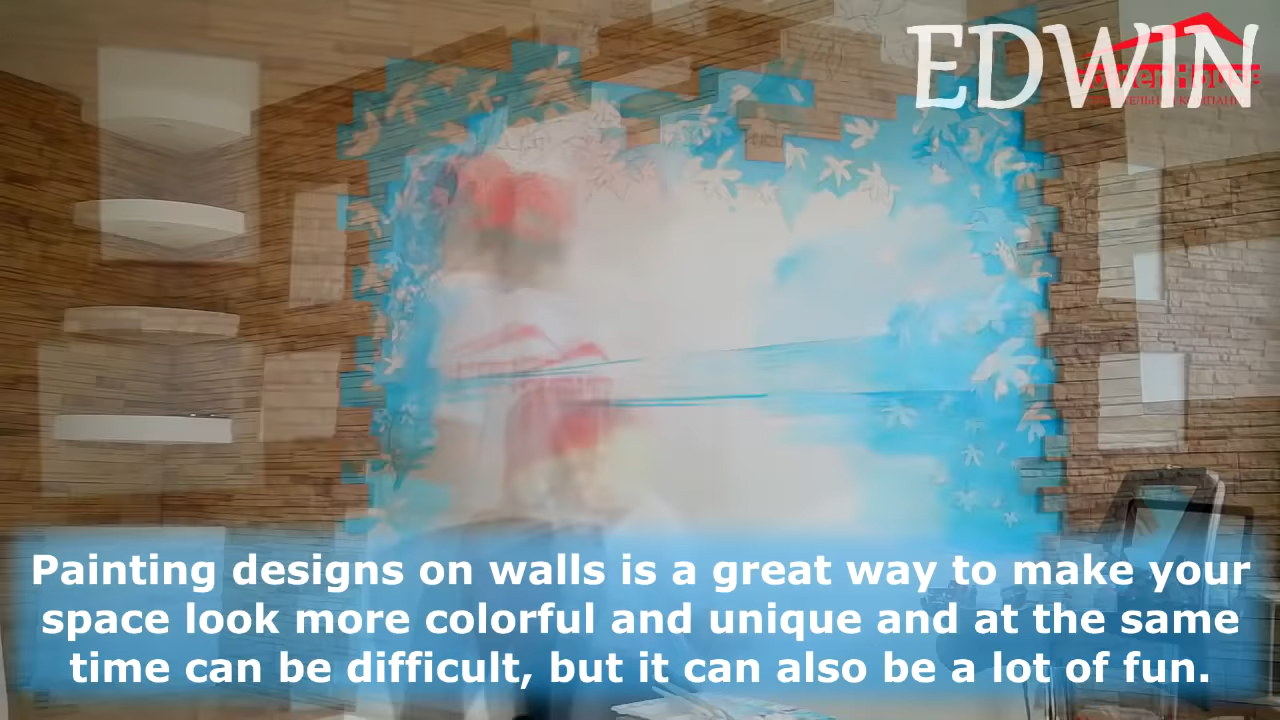 EDWIN
Painting designs on walls is a great way to make your
space look more colorful and unique and at the same
time can be difficult, but it can also be a lot of fun.